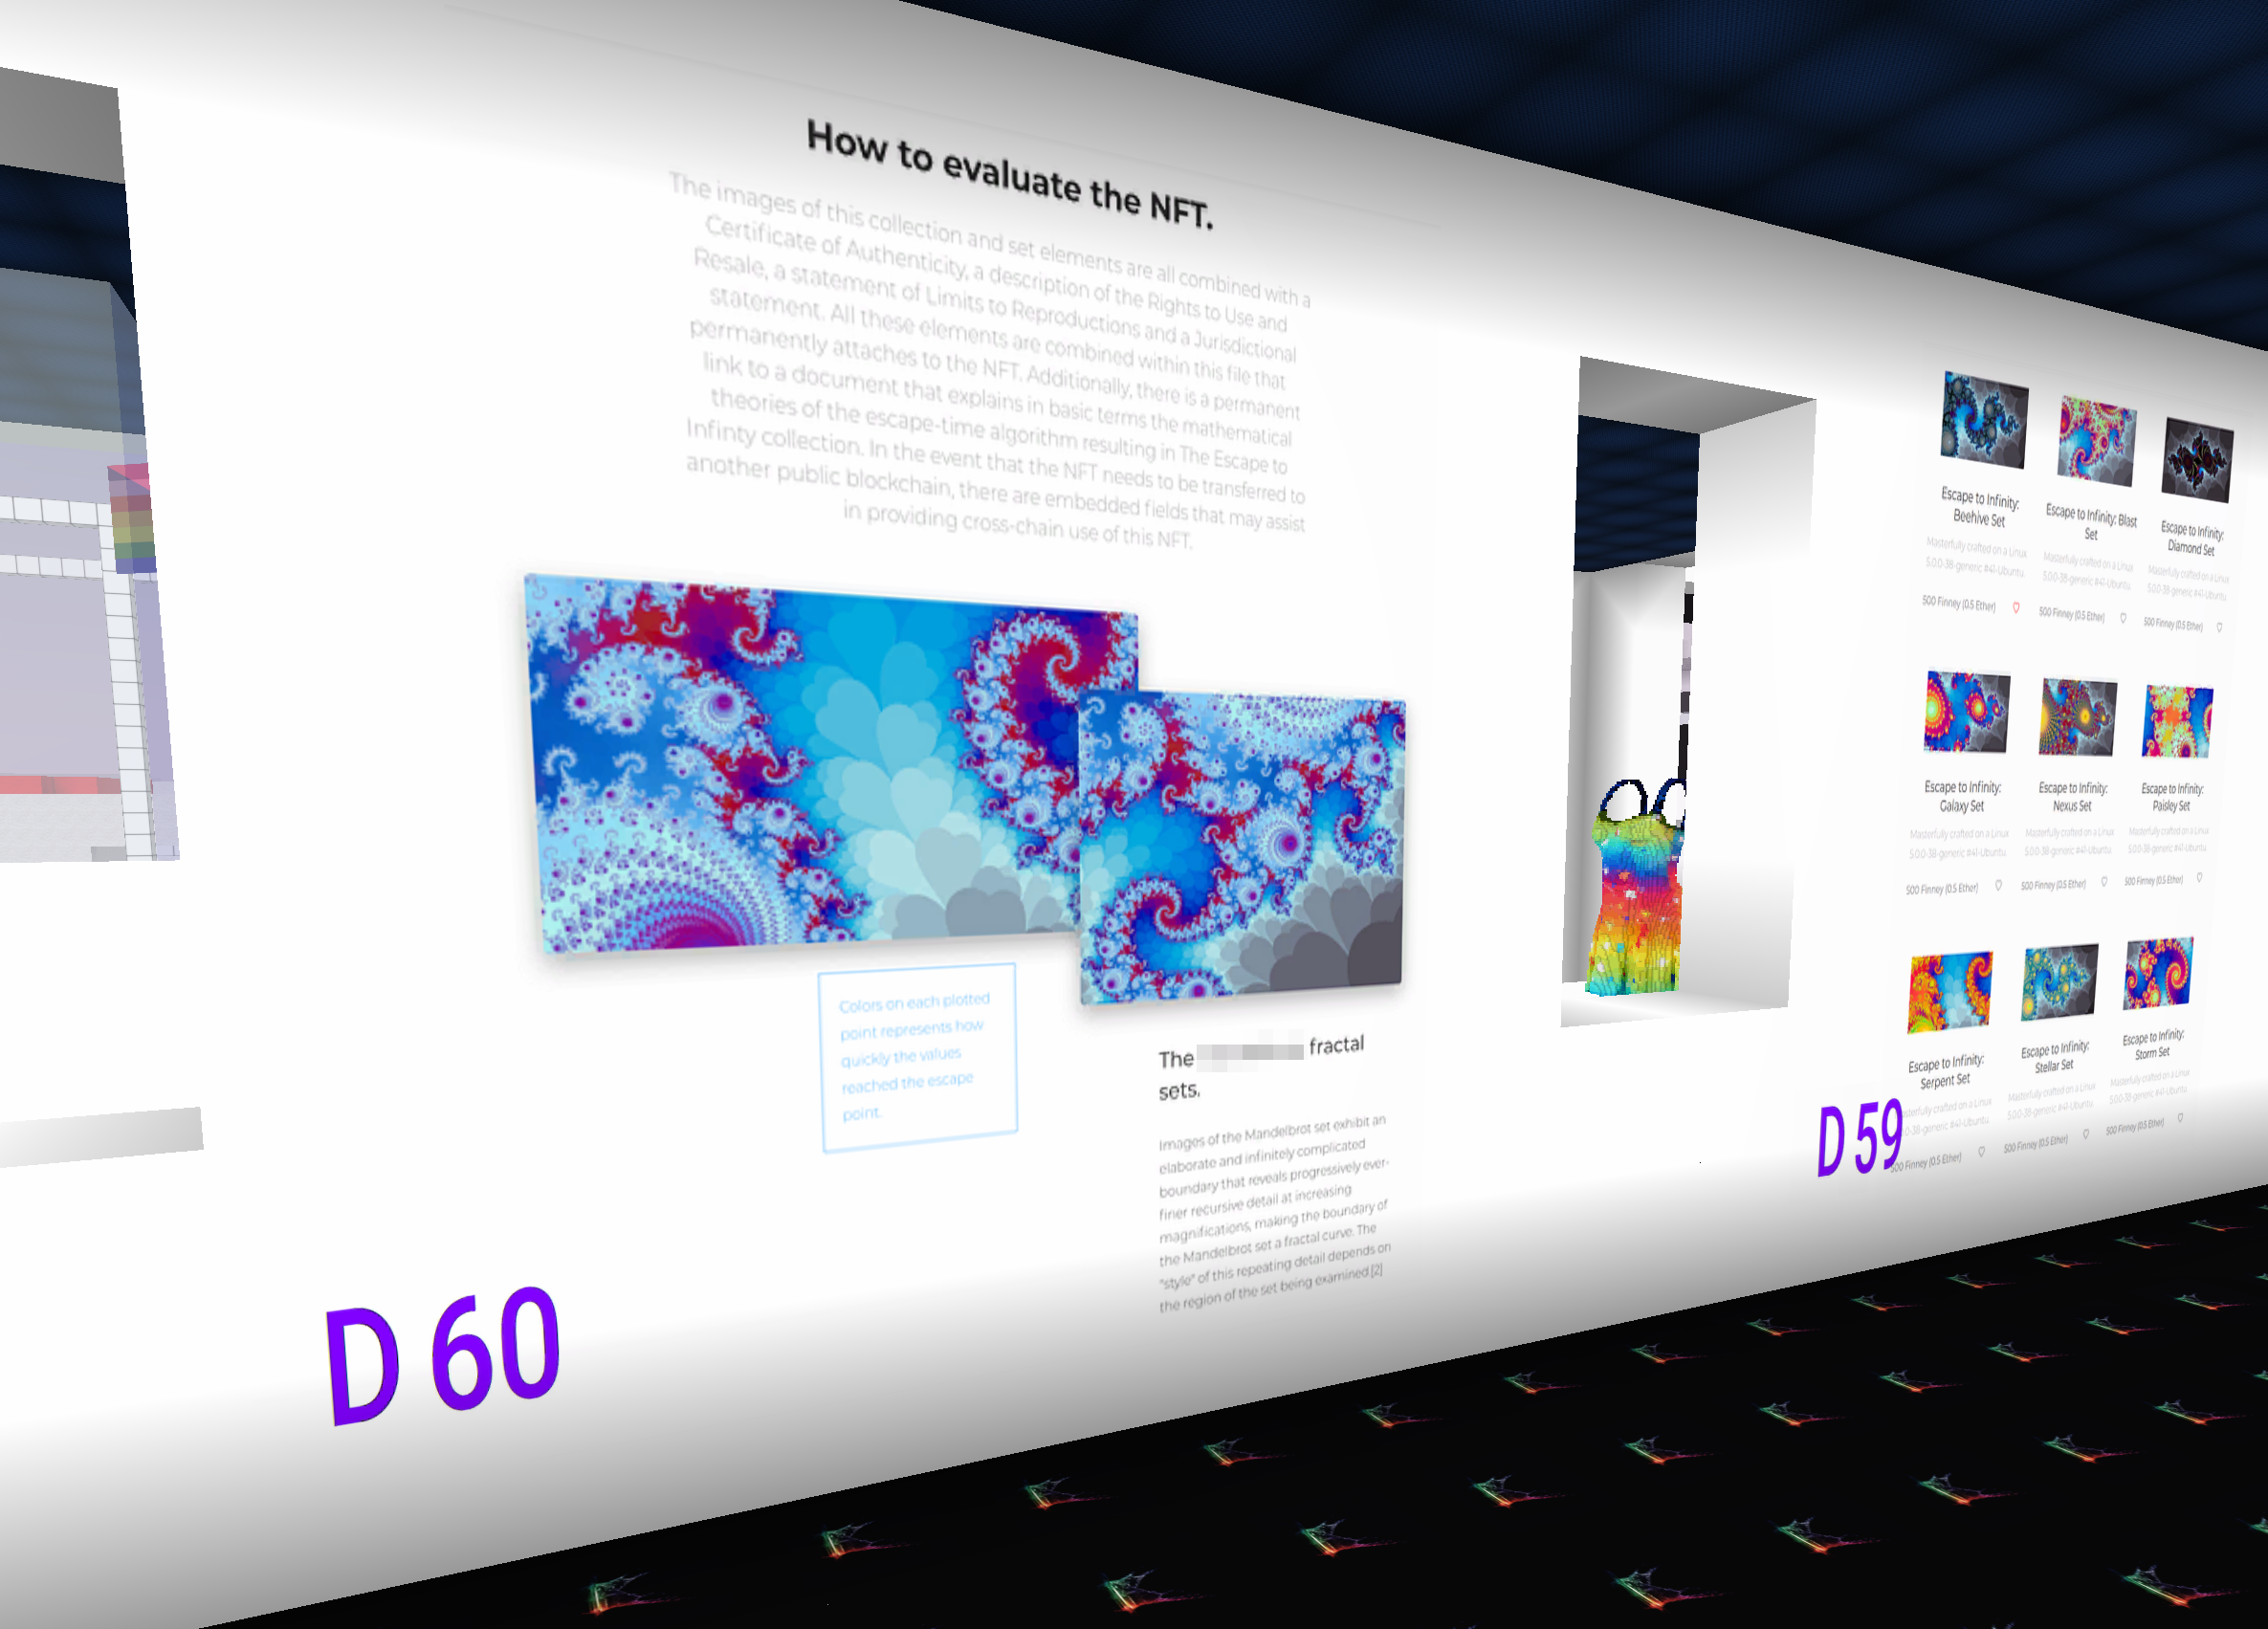 How to evaluate the NFT.
The images of this collection and set elements are all combined with a
Certificate of Authenticity, a description of the Rights to Use and
Resale, a statement of Limits to Reproductions and a Jurisdictional
statement. All these elements are combined within this file that
permanently attaches to the NFT. Additionally, there is a permanent
link to a document that explains in basic terms the mathematical
theories of the escape-time algorithm resulting in The Escape to
Infinty collection. In the event that the NFT needs to be transferred to
another public blockchain, there are embedded fields that may assist
in providing cross-chain use of this NFT.
Colors on each plotted
point represents how
quickly the values
reached the escape
point.
The fractal
sets.
Images of the Mandelbrot set exhibit an
elaborate and infinitely complicated
boundary that reveals progressively ever-
finer recursive detail at increasing
magnifications, making the boundary of
the Mandelbrot set a fractal curve. The
"style" of this repeating detail depends on
the region of the set being examined.[2]
D 60
Escape to Infinity:
Beehive Set
Masterfully crafted on a Linux
5.0.0-38-generic #41-Ubuntu
500 Finney (0.5 Ether)
Escape to Infinity: Blast
Set
Masterfully crafted on a Linux
5.0.0-38-generic #41-Ubuntu
500 Finney (0.5 Ether)
Escape to Infinity:
Diamond Set
Masterfully crafted on a Linux
5.0.0-38-generic #41-Ubuntu
500 Finney (0.5 Ether)
Escape to Infinity:
Galaxy Set
Masterfully crafted on a Linux
5.0.0-38-generic #41-Ubuntu
500 Finney (0.5 Ether)
Escape to Infinity:
Nexus Set
Masterfully crafted on a Linux
5.0.0-38-generic #41-Ubuntu
500 Finney (0.5 Ether)
Escape to Infinity:
Paisley Set
Masterfully crafted on a Linux
5.0.0-38-generic #41-Ubuntu
500 Finney (0.5 Ether)
Escape to Infinity:
Serpent Set
crafted on a Linux
0-38-generic #41-Ubuntu
500 Finney (0.5 Ether)
Escape to Infinity:
Stellar Set
Masterfully crafted on a Linux
5.0.0-38-generic #41-Ubuntu
500 Finney (0.5 Ether)
Escape to Infinity:
Storm Set
Masterfully crafted on a Linux
5.0.0-38-generic #41-Ubuntu
500 Finney (0.5 Ether)
D 59